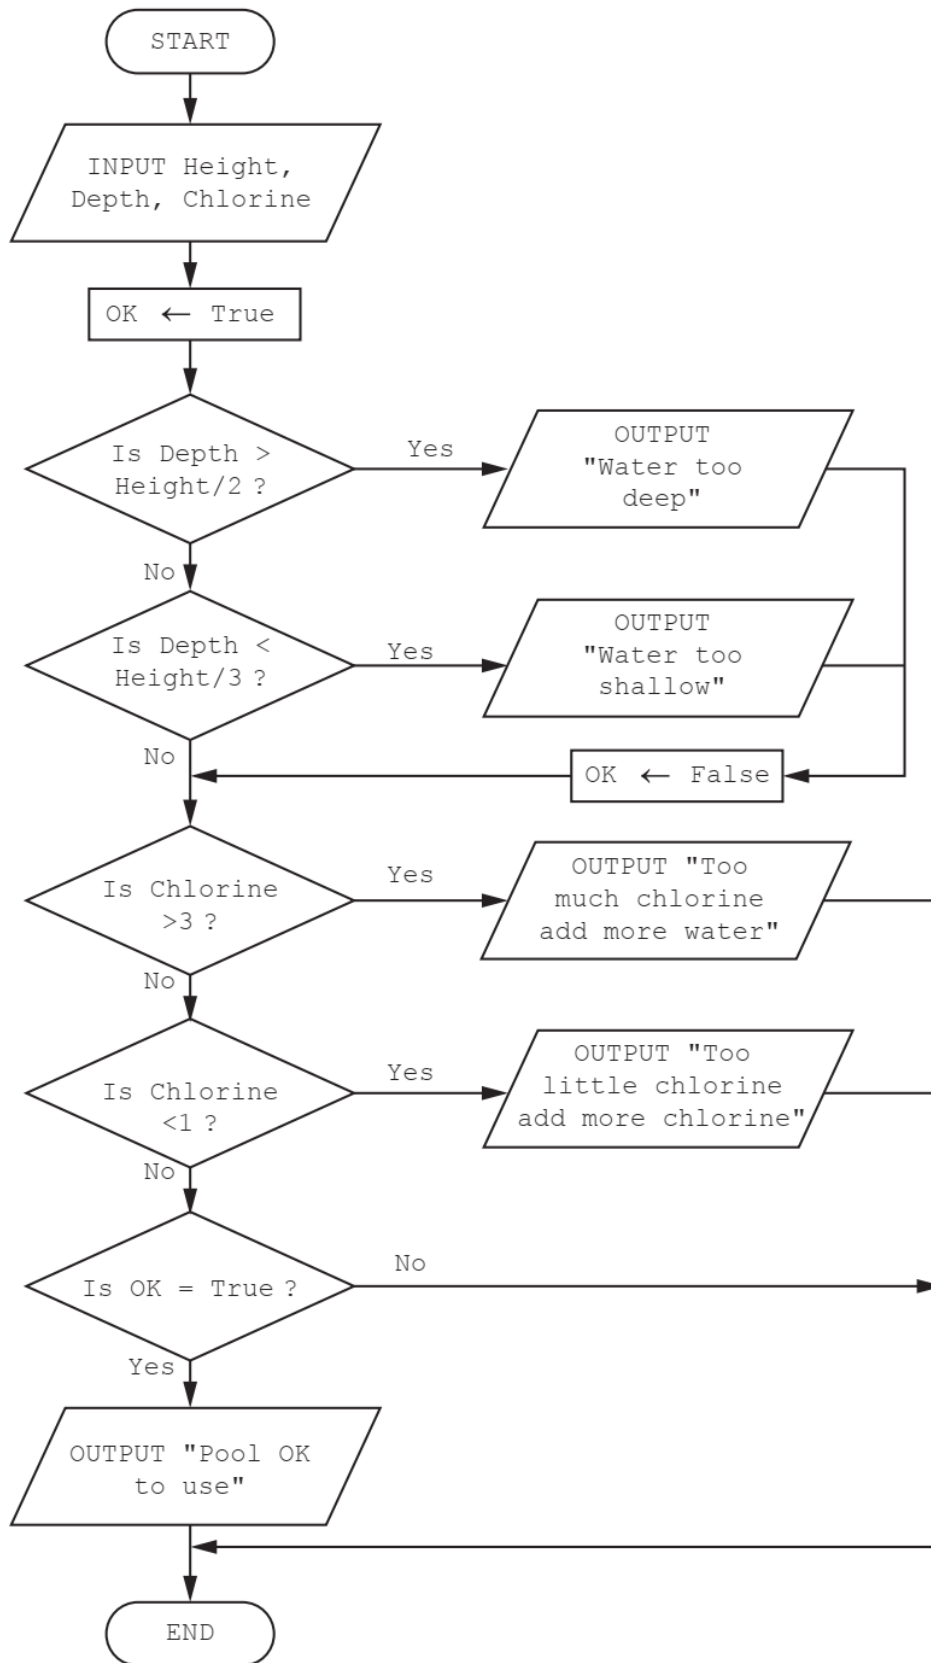 START
INPUT Height,
Depth, Chlorine
OK ← True
Is Depth >
Height/2 ?
Yes
OUTPUT
"Water too
deep"
No
Is Depth <
Height/3 ?
Yes
OUTPUT
"Water too
shallow"
No
OK ← False
Is Chlorine
>3 ?
Yes
OUTPUT "Too
much chlorine
add more water"
No
Is Chlorine
<1 ?
Yes
OUTPUT "Too
little chlorine
add more chlorine"
No
Is OK = True ?
No
Yes
OUTPUT "Pool OK
to use"
END